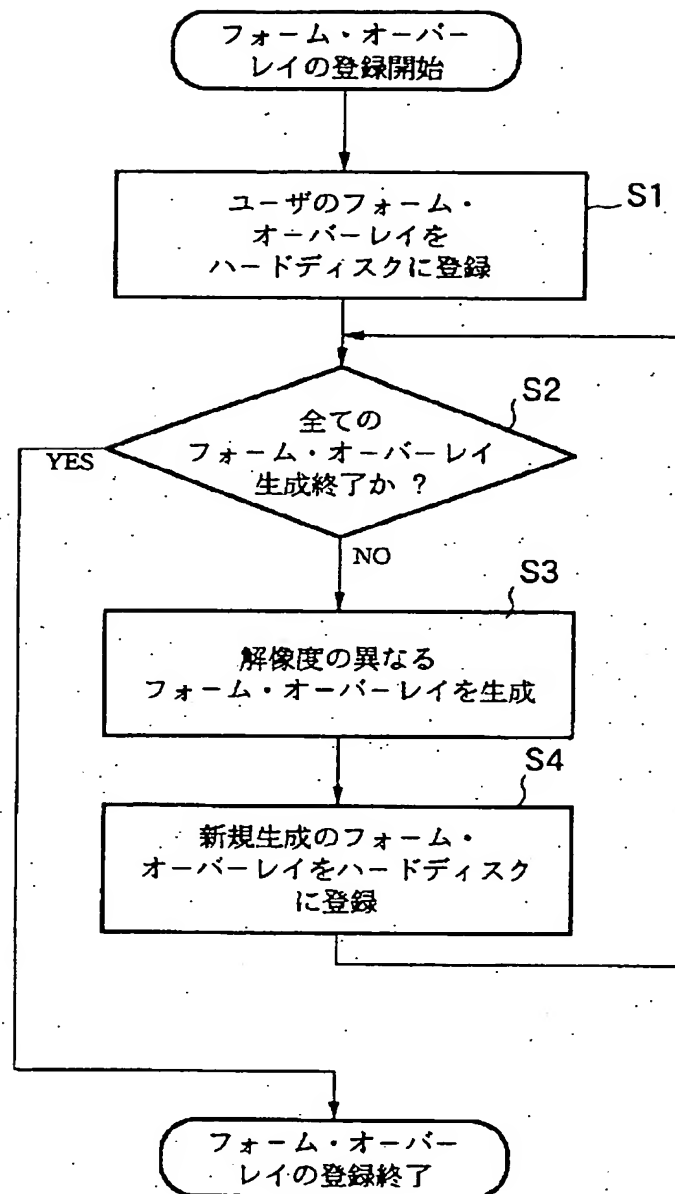 フォーム・オーバー
レイの登録開始
ユーザのフォーム・
オーバーレイを
ハードディスクに登録
S1
S2
全ての
フォーム・オーバーレイ
生成終了か ?
YES
NO
S3
解像度の異なる
フォーム・オーバーレイを生成
S4
新規生成のフォーム・
オーバーレイをハードディスク
に登録
フォーム・オーバー
レイの登録終了